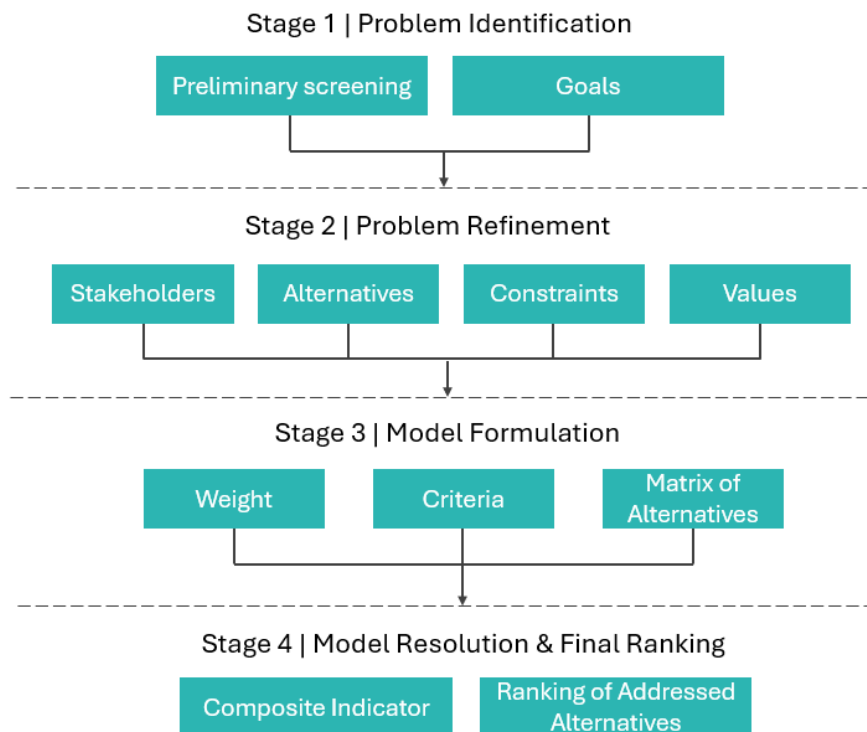 Stage 1 | Problem Identification
Preliminary screening
Goals
Stage 2 | Problem Refinement
Stakeholders
Alternatives
Constraints
Values
Stage 3 | Model Formulation
Weight
Criteria
Matrix of
Alternatives
Stage 4 | Model Resolution & Final Ranking
Composite Indicator
Ranking of Addressed
Alternatives